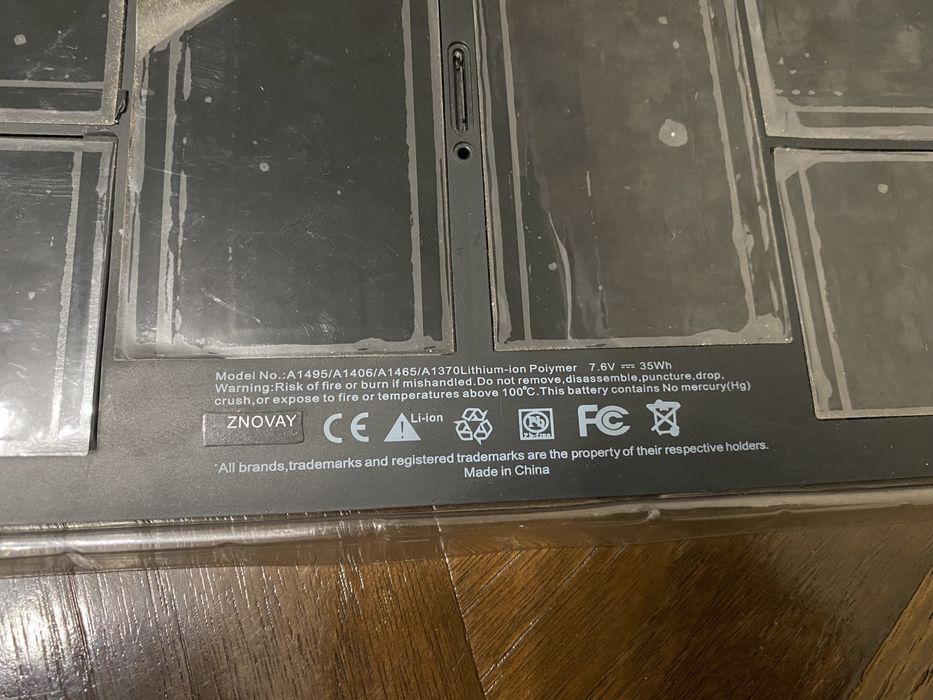 Model No.:A1495/A1406/A1465/A1370Lithium-ion Poiymer 7.6V 35Wh
Warning:Risk of fire or burn if mishandled.Do not remove,disassemble,puncture,drop,
crush,or expose to fire or temperatures above 100℃.This battery contains No mercury(Hg)
ZNOVAY CE Li-ion Pb-free FC
*All brands,trademarks and registered trademarks are the property of their respective holders.
Made in China